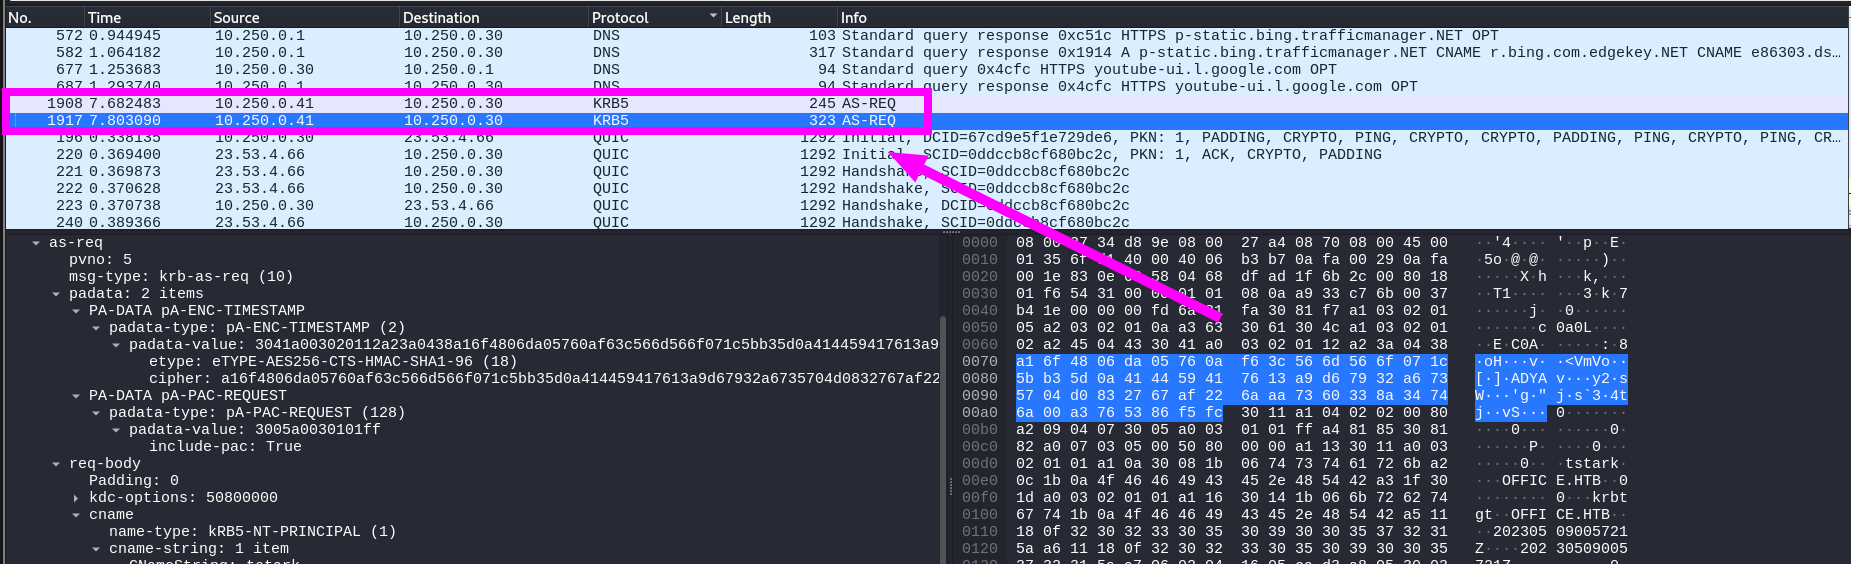 No. Time Source Destination Protocol Length Info
572 0.944945 10.250.0.1 10.250.0.30 DNS 103 Standard query response 0xc51c HTTPS p-static.bing.trafficmanager.NET OPT
582 1.064182 10.250.0.1 10.250.0.30 DNS 317 Standard query response 0x1914 A p-static.bing.trafficmanager.NET CNAME r.bing.com.edgekey.NET CNAME e86303.ds…
677 1.253683 10.250.0.30 10.250.0.1 DNS 94 Standard query 0x4cfc HTTPS youtube-ui.l.google.com OPT
687 1.293740 10.250.0.1 10.250.0.30 DNS 94 Standard query response 0x4cfc HTTPS youtube-ui.l.google.com OPT
1908 7.682483 10.250.0.41 10.250.0.30 KRB5 245 AS-REQ
1917 7.803090 10.250.0.41 10.250.0.30 KRB5 323 AS-REQ
196 0.338135 10.250.0.30 23.53.4.66 QUIC 1292 Initial, DCID=67cd9e5f1e729de6, PKN: 1, PADDING, CRYPTO, PING, CRYPTO, CRYPTO, PADDING, PING, CRYPTO, PING, CR…
220 0.369400 23.53.4.66 10.250.0.30 QUIC 1292 Initial, SCID=0ddccb8cf680bc2c, PKN: 1, ACK, CRYPTO, PADDING
221 0.369873 23.53.4.66 10.250.0.30 QUIC 1292 Handshake, SCID=0ddccb8cf680bc2c
222 0.370628 23.53.4.66 10.250.0.30 QUIC 1292 Handshake, SCID=0ddccb8cf680bc2c
223 0.370738 10.250.0.30 23.53.4.66 QUIC 1292 Handshake, DCID=0ddccb8cf680bc2c
240 0.389366 23.53.4.66 10.250.0.30 QUIC 1292 Handshake, SCID=0ddccb8cf680bc2c
as-req
pvno: 5
msg-type: krb-as-req (10)
padata: 2 items
PA-DATA pA-ENC-TIMESTAMP
padata-type: pA-ENC-TIMESTAMP (2)
padata-value: 3041a003020112a23a0438a16f4806da05760af63c566d566f071c5bb35d0a414459417613a9
etype: eTYPE-AES256-CTS-HMAC-SHA1-96 (18)
cipher: a16f4806da05760af63c566d566f071c5bb35d0a414459417613a9d67932a6735704d0832767af22
PA-DATA pA-PAC-REQUEST
padata-type: pA-PAC-REQUEST (128)
padata-value: 3005a0030101ff
include-pac: True
req-body
Padding: 0
kdc-options: 50800000
cname
name-type: kRB5-NT-PRINCIPAL (1)
cname-string: 1 item
CNameString: tstark
0000 08 00 27 34 d8 9e 08 00 27 a4 08 70 08 00 45 00 ··'4···· '··p··E·
0010 01 35 6f 40 00 40 06 b3 b7 0a fa 00 29 0a fa ·5o·@·@· ····)··
0020 00 1e 83 0e 58 04 68 df ad 1f 6b 2c 00 80 18 ·····X·h ···k,···
0030 01 f6 54 31 00 01 01 08 0a a9 33 c7 6b 00 37 ··T1···· ···3·k·7
0040 b4 1e 00 00 00 fd 6a fa 30 81 f7 a1 03 02 01 ······j· ·0······
0050 05 a2 03 02 01 0a a3 63 30 61 30 4c a1 03 02 01 ·······c 0a0L····
0060 02 a2 45 04 43 30 41 a0 03 02 01 12 a2 3a 04 38 ··E·C0A· ·····:·8
0070 a1 6f 48 06 da 05 76 0a f6 3c 56 6d 56 6f 07 1c ·oH···v· ·<VmVo··
0080 5b b3 5d 0a 41 44 59 41 76 13 a9 d6 79 32 a6 73 [·]·ADYA v···y2·s
0090 57 04 d0 83 27 67 af 22 6a aa 73 60 33 8a 34 74 W···'g·" j·s`3·4t
00a0 6a 00 a3 76 53 86 f5 fc 30 11 a1 04 02 02 00 80 j··vS··· 0·······
00b0 a2 09 04 07 30 05 a0 03 01 01 ff a4 81 85 30 81 ····0··· ······0·
00c0 82 a0 07 03 05 00 50 80 00 00 a1 13 30 11 a0 03 ······P· ····0···
00d0 02 01 01 a1 0a 30 08 1b 06 74 73 74 61 72 6b a2 ·····0·· ·tstark·
00e0 0c 1b 0a 4f 46 46 49 43 45 2e 48 54 42 a3 1f 30 ···OFFIC E.HTB··0
00f0 1d a0 03 02 01 01 a1 16 30 14 1b 06 6b 72 62 74 ········ 0···krbt
0100 67 74 1b 0a 4f 46 46 49 43 45 2e 48 54 42 a5 11 gt··OFFI CE.HTB··
0110 18 0f 32 30 32 33 30 35 30 39 30 30 35 37 32 31 ··202305 09005721
0120 5a a6 11 18 0f 32 30 32 33 30 35 30 39 30 30 35 Z····202 30509005